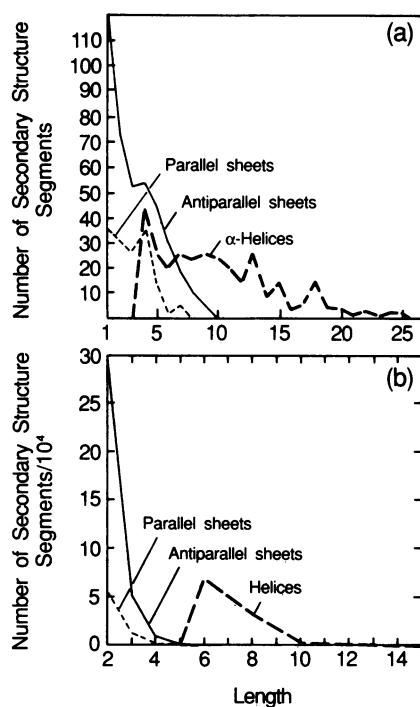 (a)
Number of Secondary Structure
Segments
110
100
90
80
70
60
50
40
30
20
10
Parallel sheets
Antiparallel sheets
α-Helices
1 5 10 15 20 25
(b)
Number of Secondary Structure
Segments/10⁴
30
25
20
15
10
5
0
Parallel sheets
Antiparallel sheets
Helices
2 4 6 8 10 12 14
Length